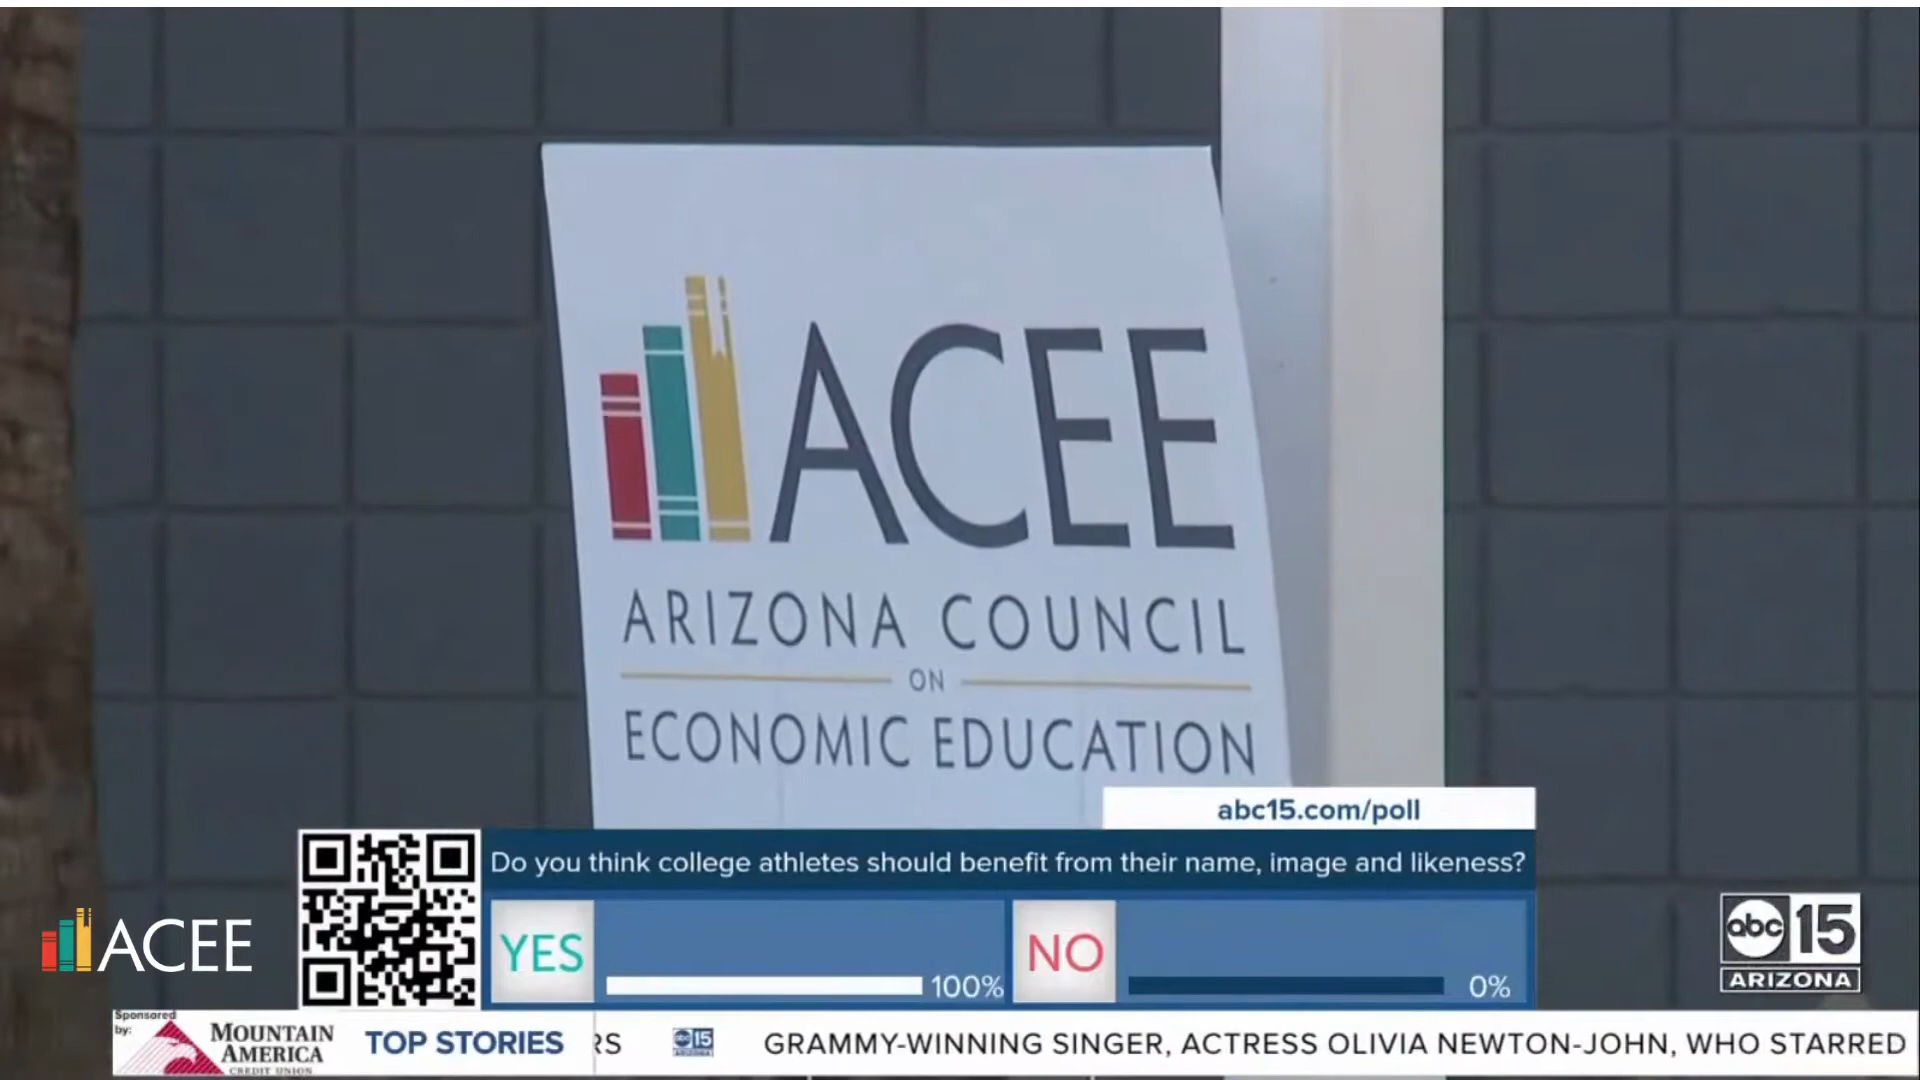 ACEE
ARIZONA COUNCIL
ON
ECONOMIC EDUCATION
abc15.com/poll
Do you think college athletes should benefit from their name, image and likeness?
YES
100%
NO
0%
ACEE
abc 15
ARIZONA
Sponsored
by:
MOUNTAIN
AMERICA
CREDIT UNION
TOP STORIES
RS
abc 15
ARIZONA
GRAMMY-WINNING SINGER, ACTRESS OLIVIA NEWTON-JOHN, WHO STARRED